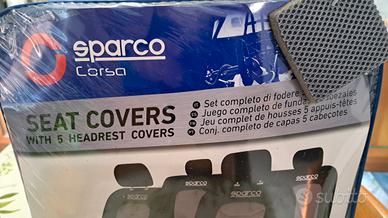 sparco
Corsa
SEAT COVERS
WITH 5 HEADREST COVERS
Set completo di fodere
Juego completo de fundas
Jeu complet de housses 5 appuis-têtes
Conj. completo de capas 5 cabeçotes
sparco
sparco
sparco
subito